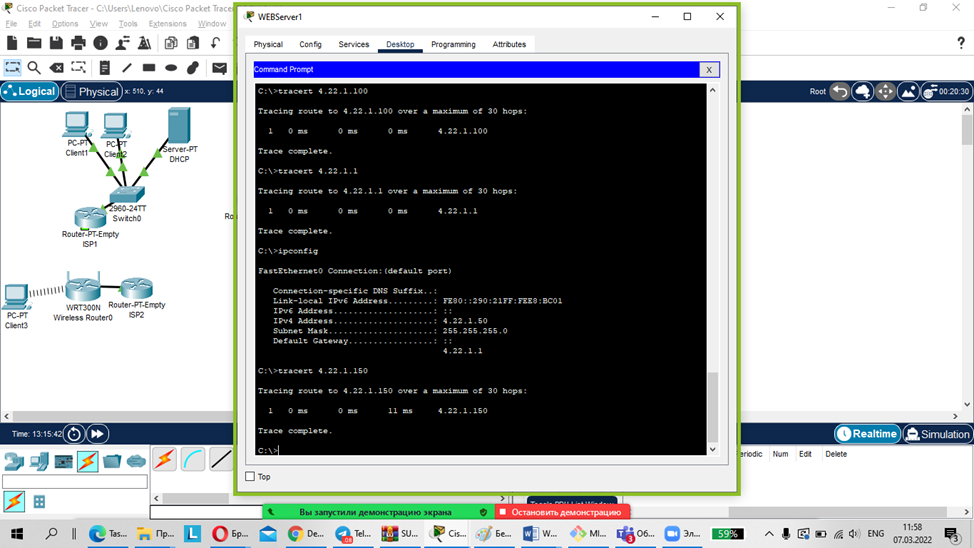 Cisco Packet Tracer - C:\Users\Lenovo\Cisco Packet Tracer
File Edit Options View Tools Extensions Window
Logical Physical x: 510, y: 44
Root 00:20:30
PC-PT
Client1
PC-PT
Client2
Server-PT
DHCP
2960-24TT
Switch0
Router-PT-Empty
ISP1
PC-PT
Client3
WRT300N
Wireless Router0
Router-PT-Empty
ISP2
WEBServer1
Physical Config Services Desktop Programming Attributes
Command Prompt X
C:\>tracert 4.22.1.100
Tracing route to 4.22.1.100 over a maximum of 30 hops:
1 0 ms 0 ms 0 ms 4.22.1.100
Trace complete.
C:\>tracert 4.22.1.1
Tracing route to 4.22.1.1 over a maximum of 30 hops:
1 0 ms 0 ms 0 ms 4.22.1.1
Trace complete.
C:\>ipconfig
FastEthernet0 Connection:(default port)
Connection-specific DNS Suffix..:
Link-local IPv6 Address.........: FE80::290:21FF:FEE8:BC01
IPv6 Address....................: ::
IPv4 Address....................: 4.22.1.50
Subnet Mask.....................: 255.255.255.0
Default Gateway.................: ::
4.22.1.1
C:\>tracert 4.22.1.150
Tracing route to 4.22.1.150 over a maximum of 30 hops:
1 0 ms 0 ms 11 ms 4.22.1.150
Trace complete.
C:\>
Top
Time: 13:15:42
Realtime Simulation
eriodic Num Edit Delete
Вы запустили демонстрацию экрана
Остановить демонстрацию
Tas... Пр... L Бр... De... Tel... SU... Cis... Бе... W... MI... Об... Эл...
59%
ENG
11:58
07.03.2022
3